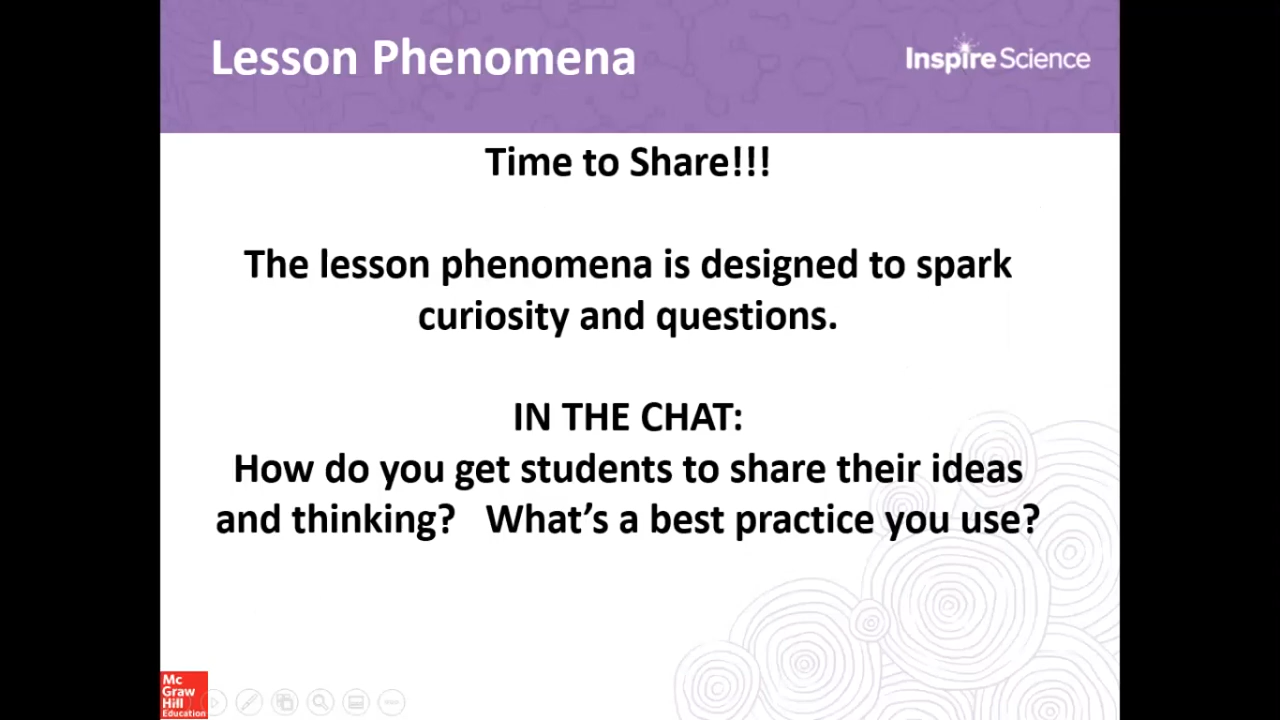 Lesson Phenomena
Inspire Science
Time to Share!!!
The lesson phenomena is designed to spark
curiosity and questions.
IN THE CHAT:
How do you get students to share their ideas
and thinking? What’s a best practice you use?
Mc
Graw
Hill
Education